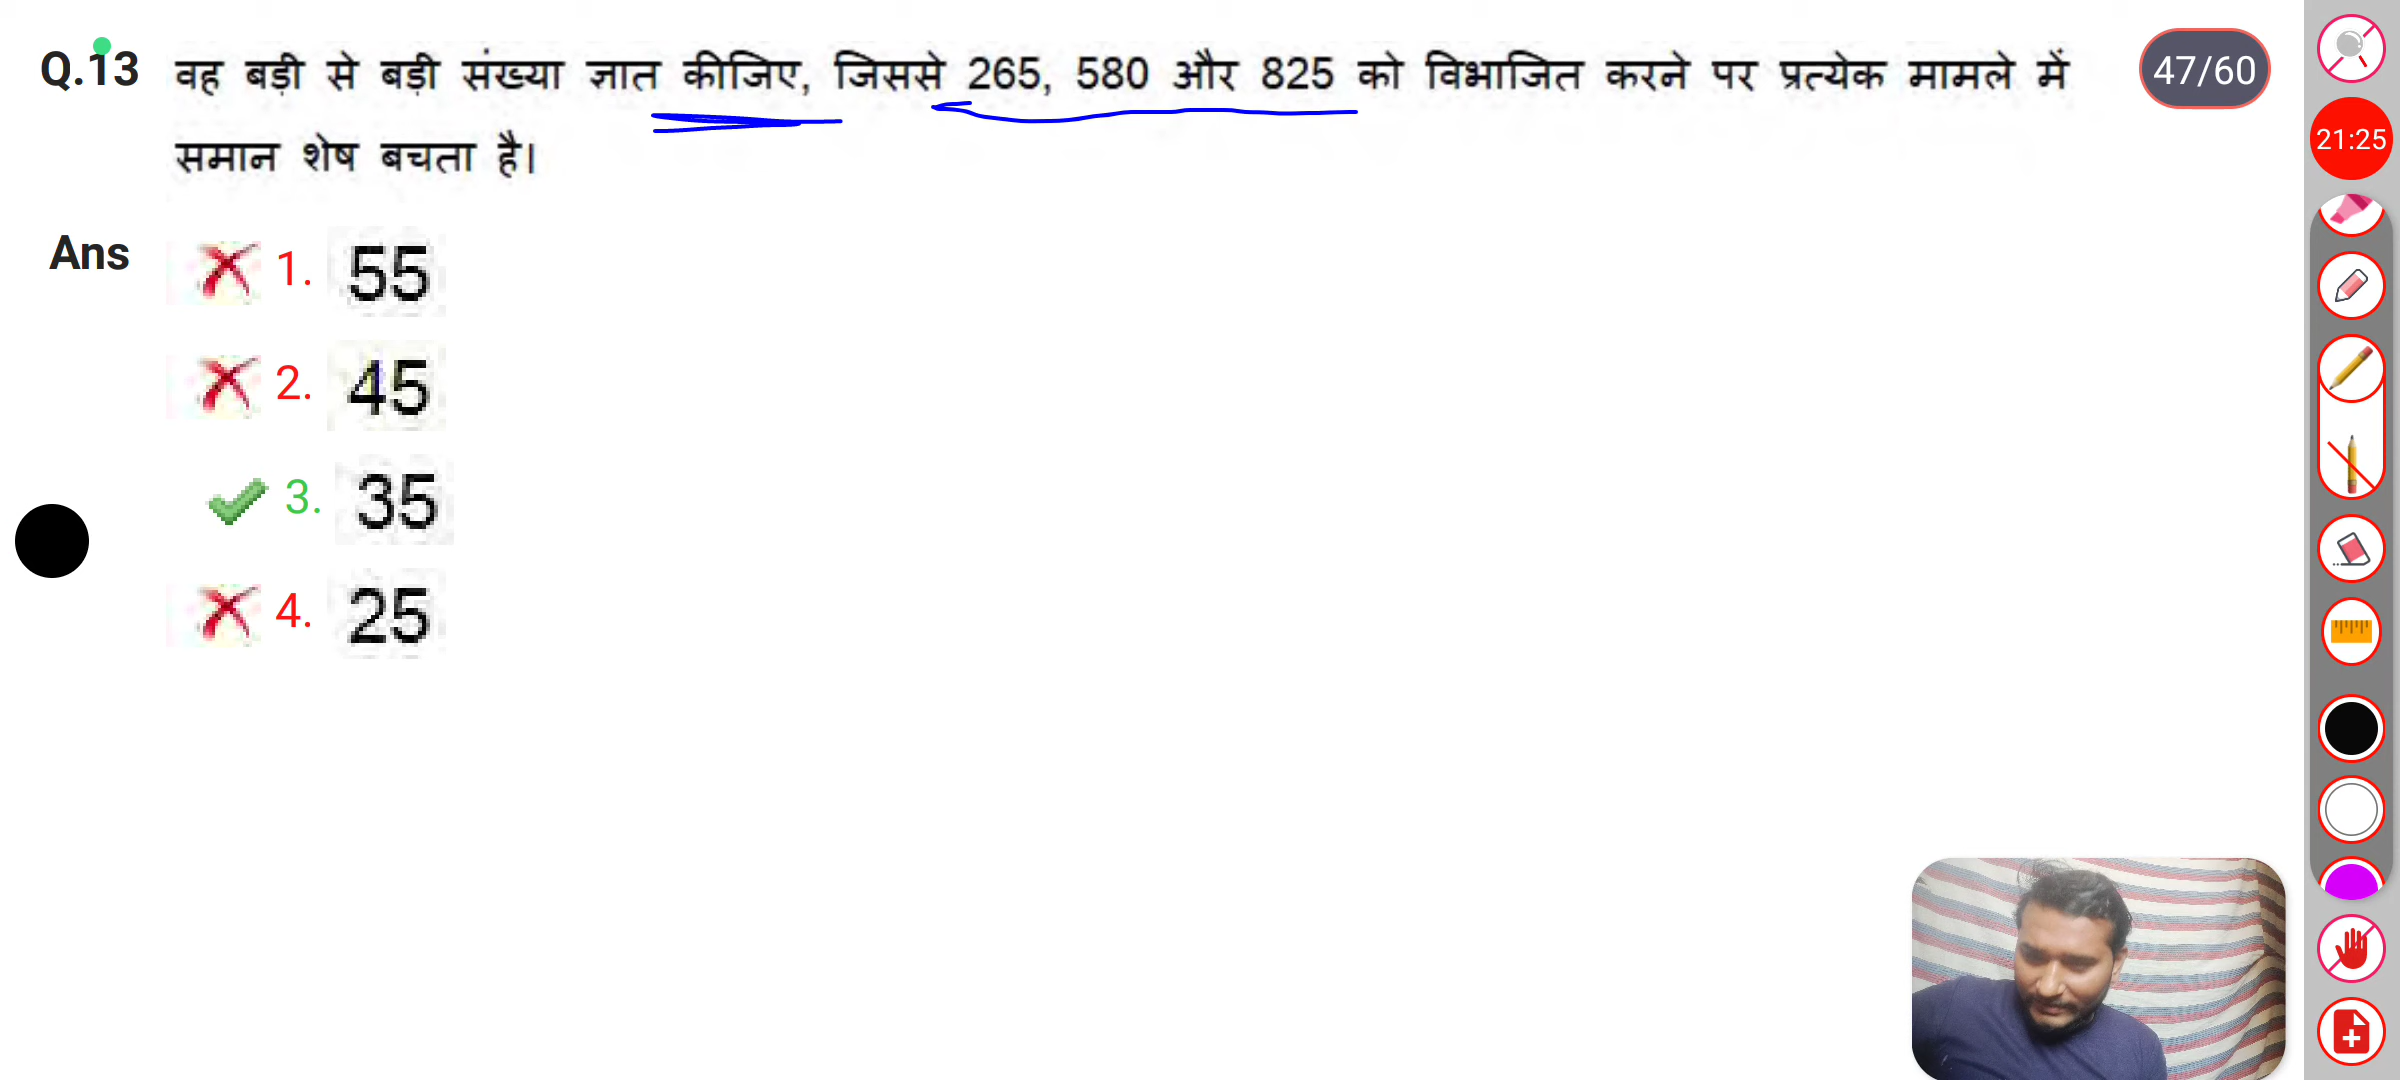 Q.13 वह बड़ी से बड़ी संख्या ज्ञात कीजिए, जिससे 265, 580 और 825 को विभाजित करने पर प्रत्येक मामले में
समान शेष बचता है।
47/60
21:25
Ans 1. 55
2. 45
3. 35
4. 25